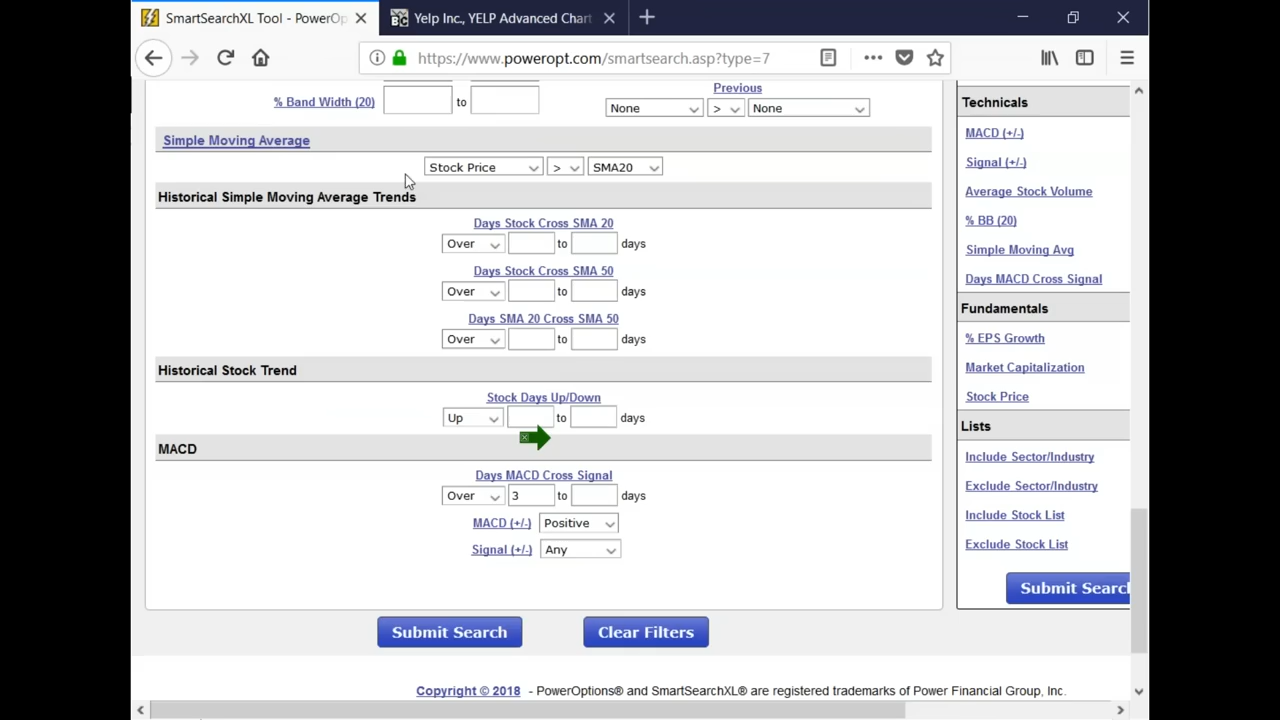 SmartSearchXL Tool - PowerOp
Yelp Inc., YELP Advanced Chart
https://www.poweropt.com/smartsearch.asp?type=7
% Band Width (20) to
Previous
None > None
Simple Moving Average
Stock Price > SMA20
Historical Simple Moving Average Trends
Days Stock Cross SMA 20
Over to days
Days Stock Cross SMA 50
Over to days
Days SMA 20 Cross SMA 50
Over to days
Historical Stock Trend
Stock Days Up/Down
Up to days
MACD
Days MACD Cross Signal
Over 3 to days
MACD (+/-) Positive
Signal (+/-) Any
Submit Search Clear Filters
Technicals
MACD (+/-)
Signal (+/-)
Average Stock Volume
% BB (20)
Simple Moving Avg
Days MACD Cross Signal
Fundamentals
% EPS Growth
Market Capitalization
Stock Price
Lists
Include Sector/Industry
Exclude Sector/Industry
Include Stock List
Exclude Stock List
Submit Search
Copyright © 2018 - PowerOptions® and SmartSearchXL® are registered trademarks of Power Financial Group, Inc.